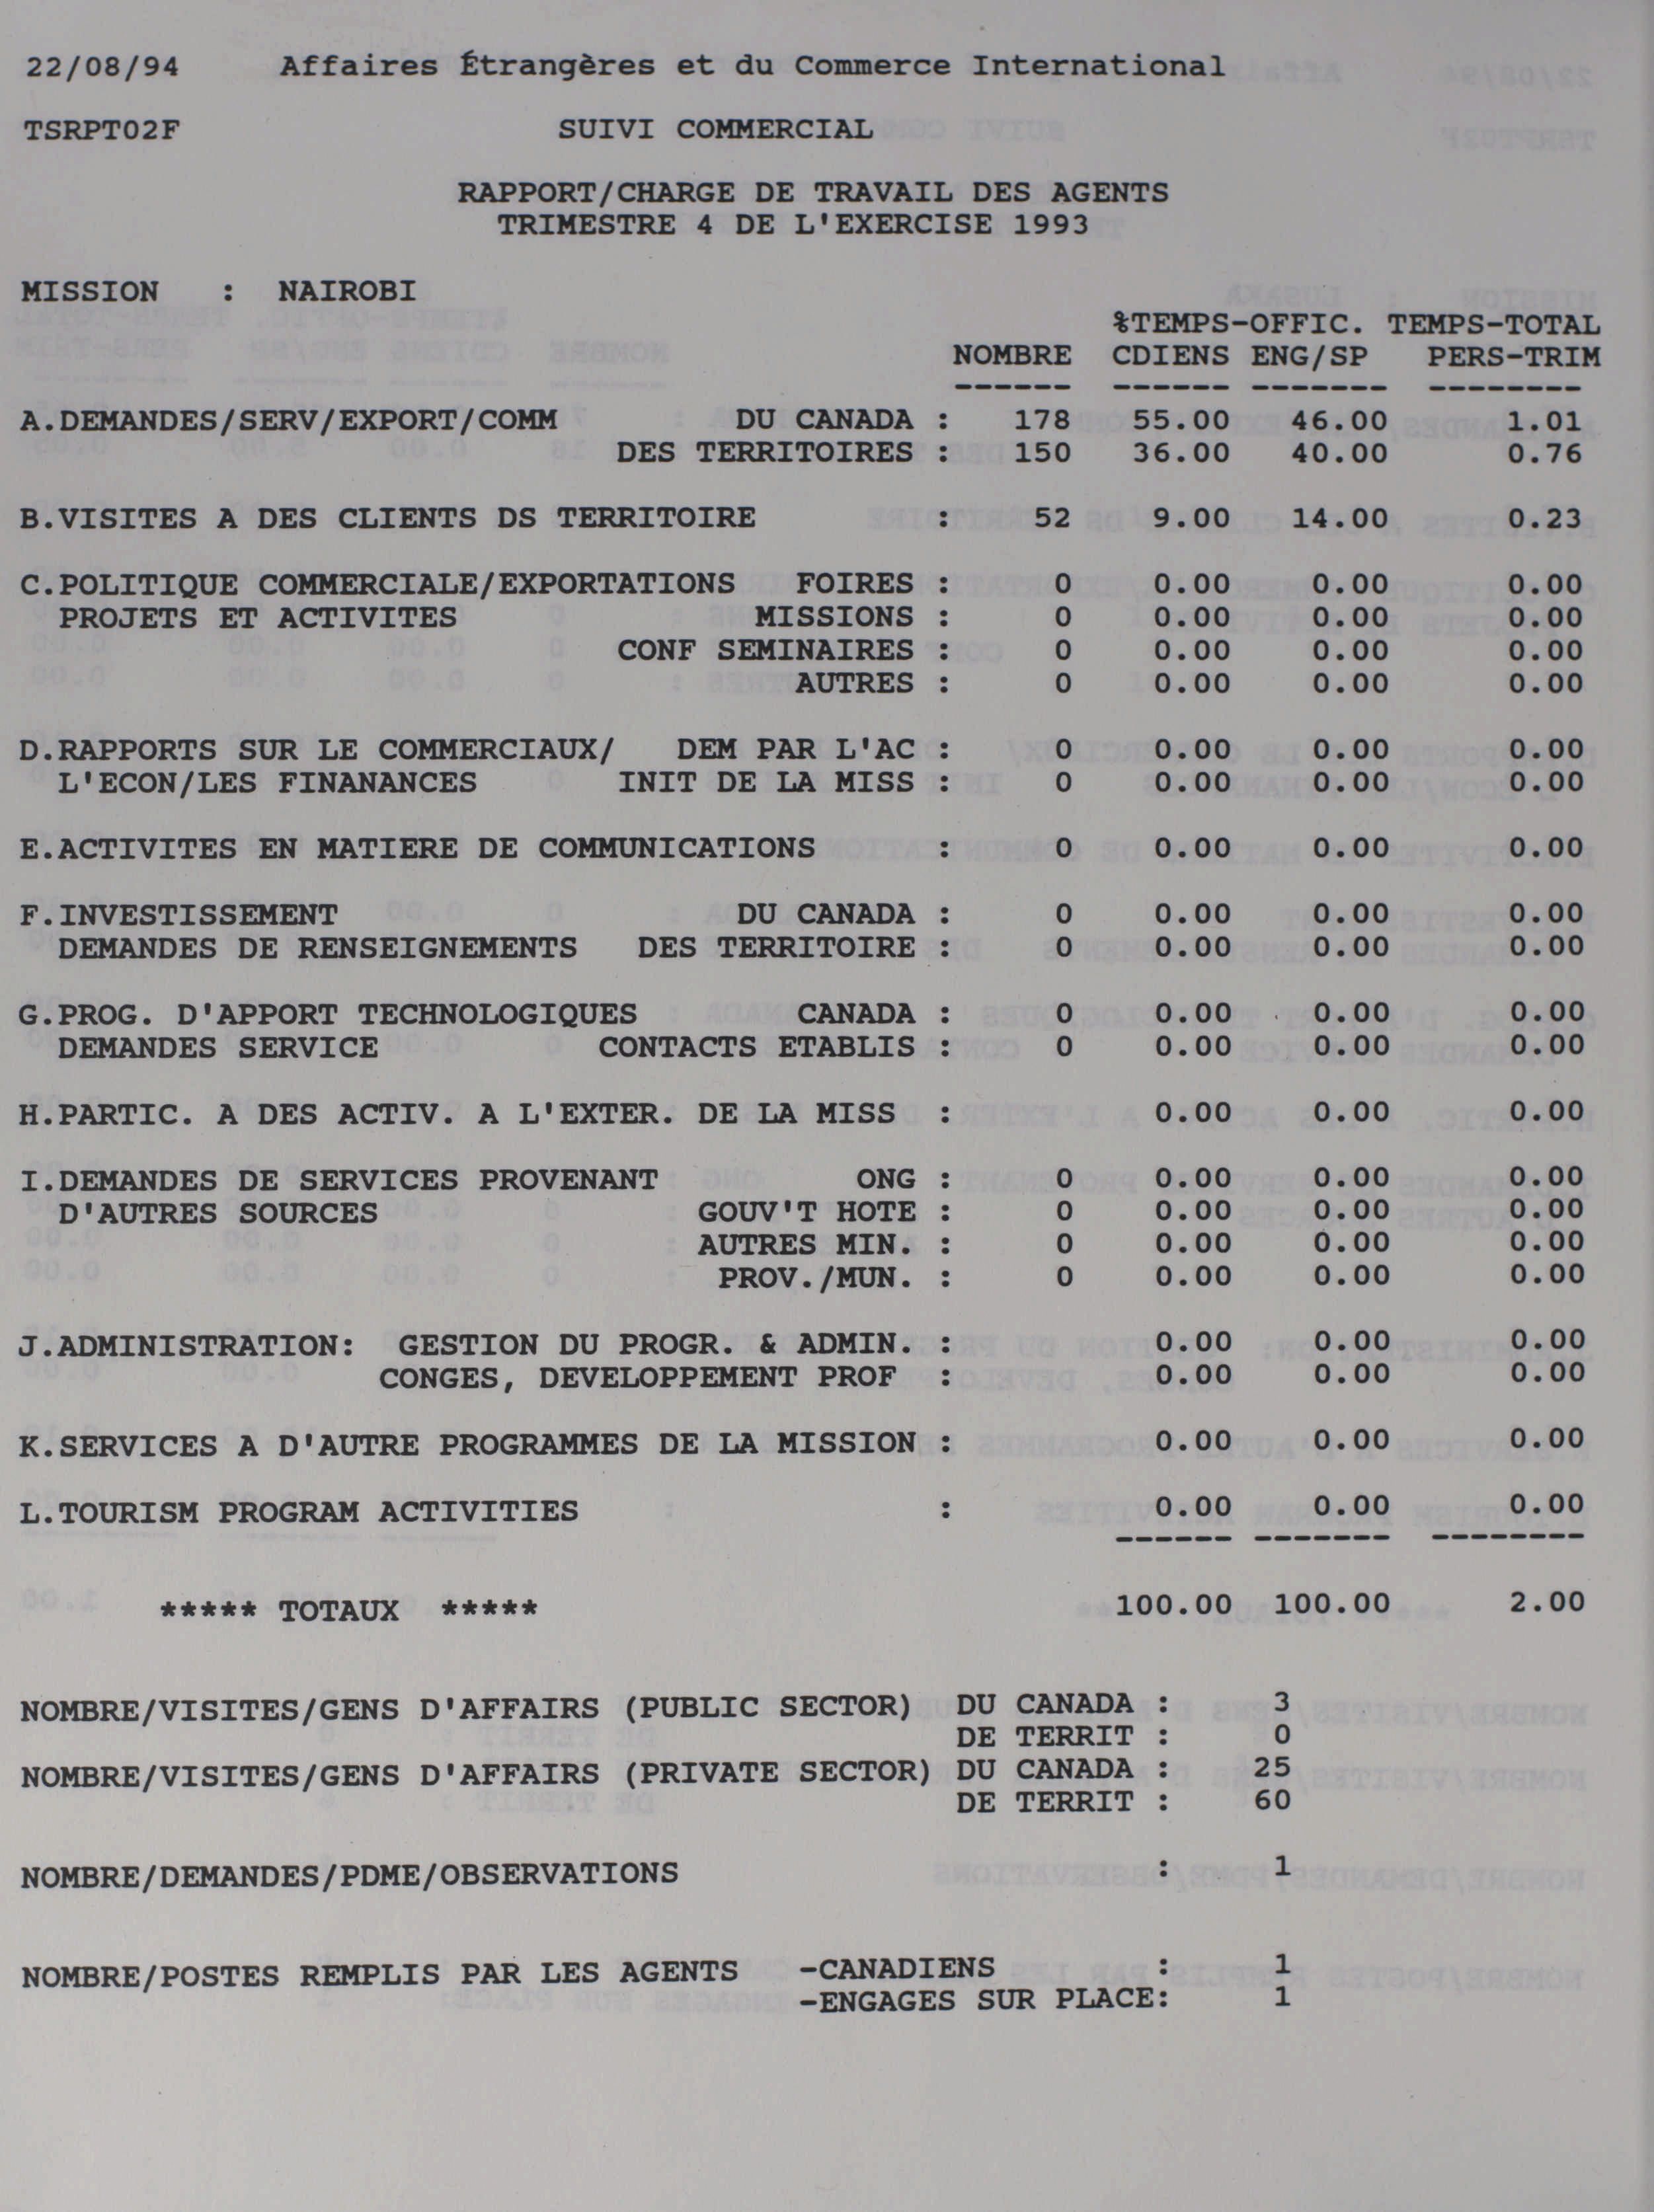 22/08/94 Affaires Étrangères et du Commerce International
TSRPT02F SUIVI COMMERCIAL
RAPPORT/CHARGE DE TRAVAIL DES AGENTS
TRIMESTRE 4 DE L'EXERCISE 1993
MISSION : NAIROBI
%TEMPS-OFFIC. TEMPS-TOTAL
NOMBRE CDIENS ENG/SP PERS-TRIM
------ ------ ------- --------
A.DEMANDES/SERV/EXPORT/COMM DU CANADA : 178 55.00 46.00 1.01
DES TERRITOIRES : 150 36.00 40.00 0.76
B.VISITES A DES CLIENTS DS TERRITOIRE : 52 9.00 14.00 0.23
C.POLITIQUE COMMERCIALE/EXPORTATIONS FOIRES : 0 0.00 0.00 0.00
PROJETS ET ACTIVITES MISSIONS : 0 0.00 0.00 0.00
CONF SEMINAIRES : 0 0.00 0.00 0.00
AUTRES : 0 0.00 0.00 0.00
D.RAPPORTS SUR LE COMMERCIAUX/ DEM PAR L'AC : 0 0.00 0.00 0.00
L'ECON/LES FINANANCES INIT DE LA MISS : 0 0.00 0.00 0.00
E.ACTIVITES EN MATIERE DE COMMUNICATIONS : 0 0.00 0.00 0.00
F.INVESTISSEMENT DU CANADA : 0 0.00 0.00 0.00
DEMANDES DE RENSEIGNEMENTS DES TERRITOIRE : 0 0.00 0.00 0.00
G.PROG. D'APPORT TECHNOLOGIQUES CANADA : 0 0.00 0.00 0.00
DEMANDES SERVICE CONTACTS ETABLIS : 0 0.00 0.00 0.00
H.PARTIC. A DES ACTIV. A L'EXTER. DE LA MISS : 0.00 0.00 0.00
I.DEMANDES DE SERVICES PROVENANT ONG : 0 0.00 0.00 0.00
D'AUTRES SOURCES GOUV'T HOTE : 0 0.00 0.00 0.00
AUTRES MIN. : 0 0.00 0.00 0.00
PROV./MUN. : 0 0.00 0.00 0.00
J.ADMINISTRATION: GESTION DU PROGR. & ADMIN. : 0.00 0.00 0.00
CONGES, DEVELOPPEMENT PROF : 0.00 0.00 0.00
K.SERVICES A D'AUTRE PROGRAMMES DE LA MISSION : 0.00 0.00 0.00
L.TOURISM PROGRAM ACTIVITIES : 0.00 0.00 0.00
------ ------- --------
***** TOTAUX ***** 100.00 100.00 2.00
NOMBRE/VISITES/GENS D'AFFAIRS (PUBLIC SECTOR) DU CANADA : 3
DE TERRIT : 0
NOMBRE/VISITES/GENS D'AFFAIRS (PRIVATE SECTOR) DU CANADA : 25
DE TERRIT : 60
NOMBRE/DEMANDES/PDME/OBSERVATIONS : 1
NOMBRE/POSTES REMPLIS PAR LES AGENTS -CANADIENS : 1
-ENGAGES SUR PLACE: 1